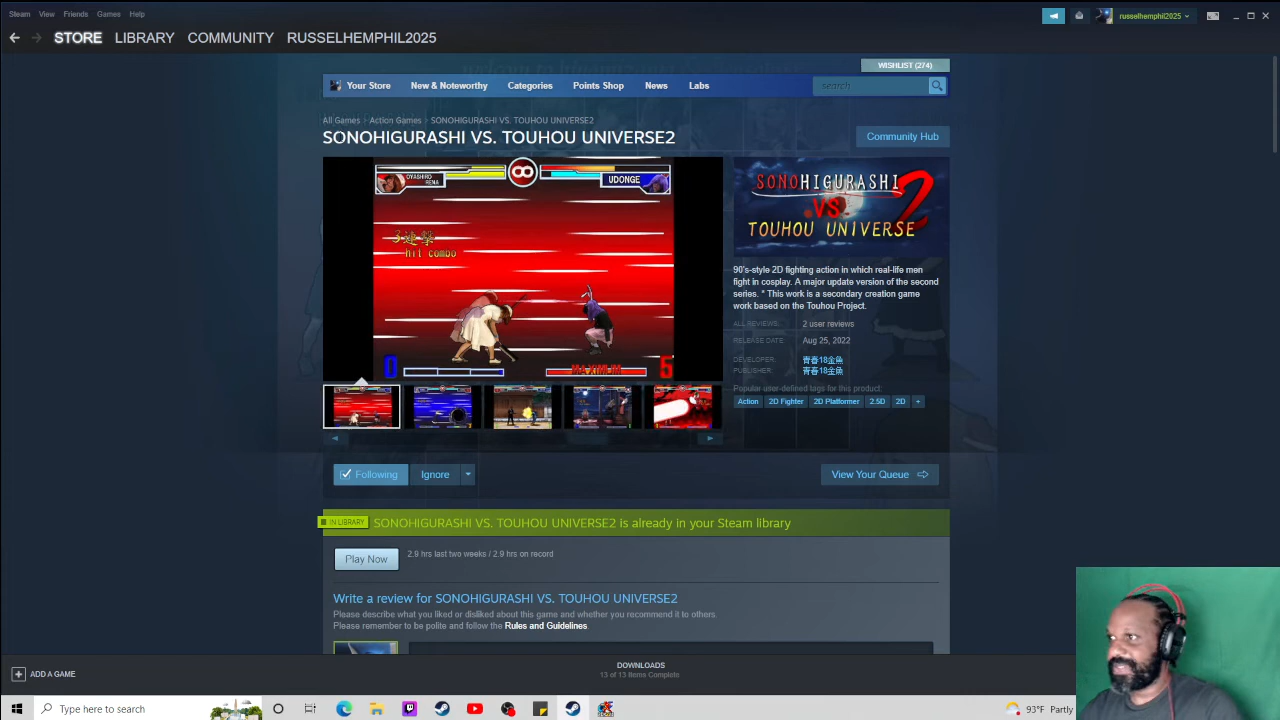 Steam View Friends Games Help
russelhemphil2025
STORE LIBRARY COMMUNITY RUSSELHEMPHIL2025
WISHLIST (274)
Your Store New & Noteworthy Categories Points Shop News Labs search
All Games > Action Games > SONOHIGURASHI VS. TOUHOU UNIVERSE2
SONOHIGURASHI VS. TOUHOU UNIVERSE2
Community Hub
OYASHIRO RENA
UDONGE
3連撃
hit combo
0
MAXIMUM 5
SONOHIGURASHI 2
VS
TOUHOU UNIVERSE
90's-style 2D fighting action in which real-life men
fight in cosplay. A major update version of the second
series. * This work is a secondary creation game
work based on the Touhou Project.
ALL REVIEWS: 2 user reviews
RELEASE DATE: Aug 25, 2022
DEVELOPER: 青春18金魚
PUBLISHER: 青春18金魚
Popular user-defined tags for this product:
Action 2D Fighter 2D Platformer 2.5D 2D +
Following Ignore
View Your Queue
IN LIBRARY SONOHIGURASHI VS. TOUHOU UNIVERSE2 is already in your Steam library
Play Now 2.9 hrs last two weeks / 2.9 hrs on record
Write a review for SONOHIGURASHI VS. TOUHOU UNIVERSE2
Please describe what you liked or disliked about this game and whether you recommend it to others.
Please remember to be polite and follow the Rules and Guidelines.
ADD A GAME
DOWNLOADS
13 of 13 Items Complete
Type here to search
93°F Partly